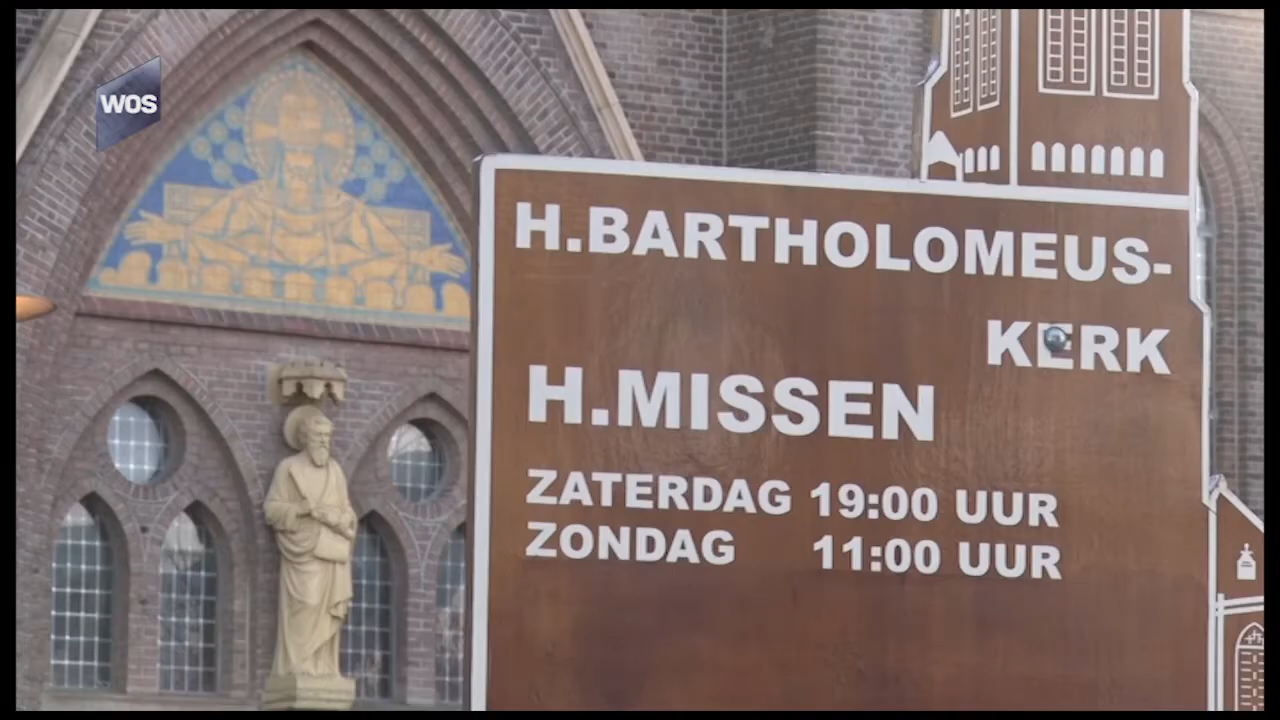 WOS
H.BARTHOLOMEUS-
KERK
H.MISSEN
ZATERDAG 19:00 UUR
ZONDAG 11:00 UUR